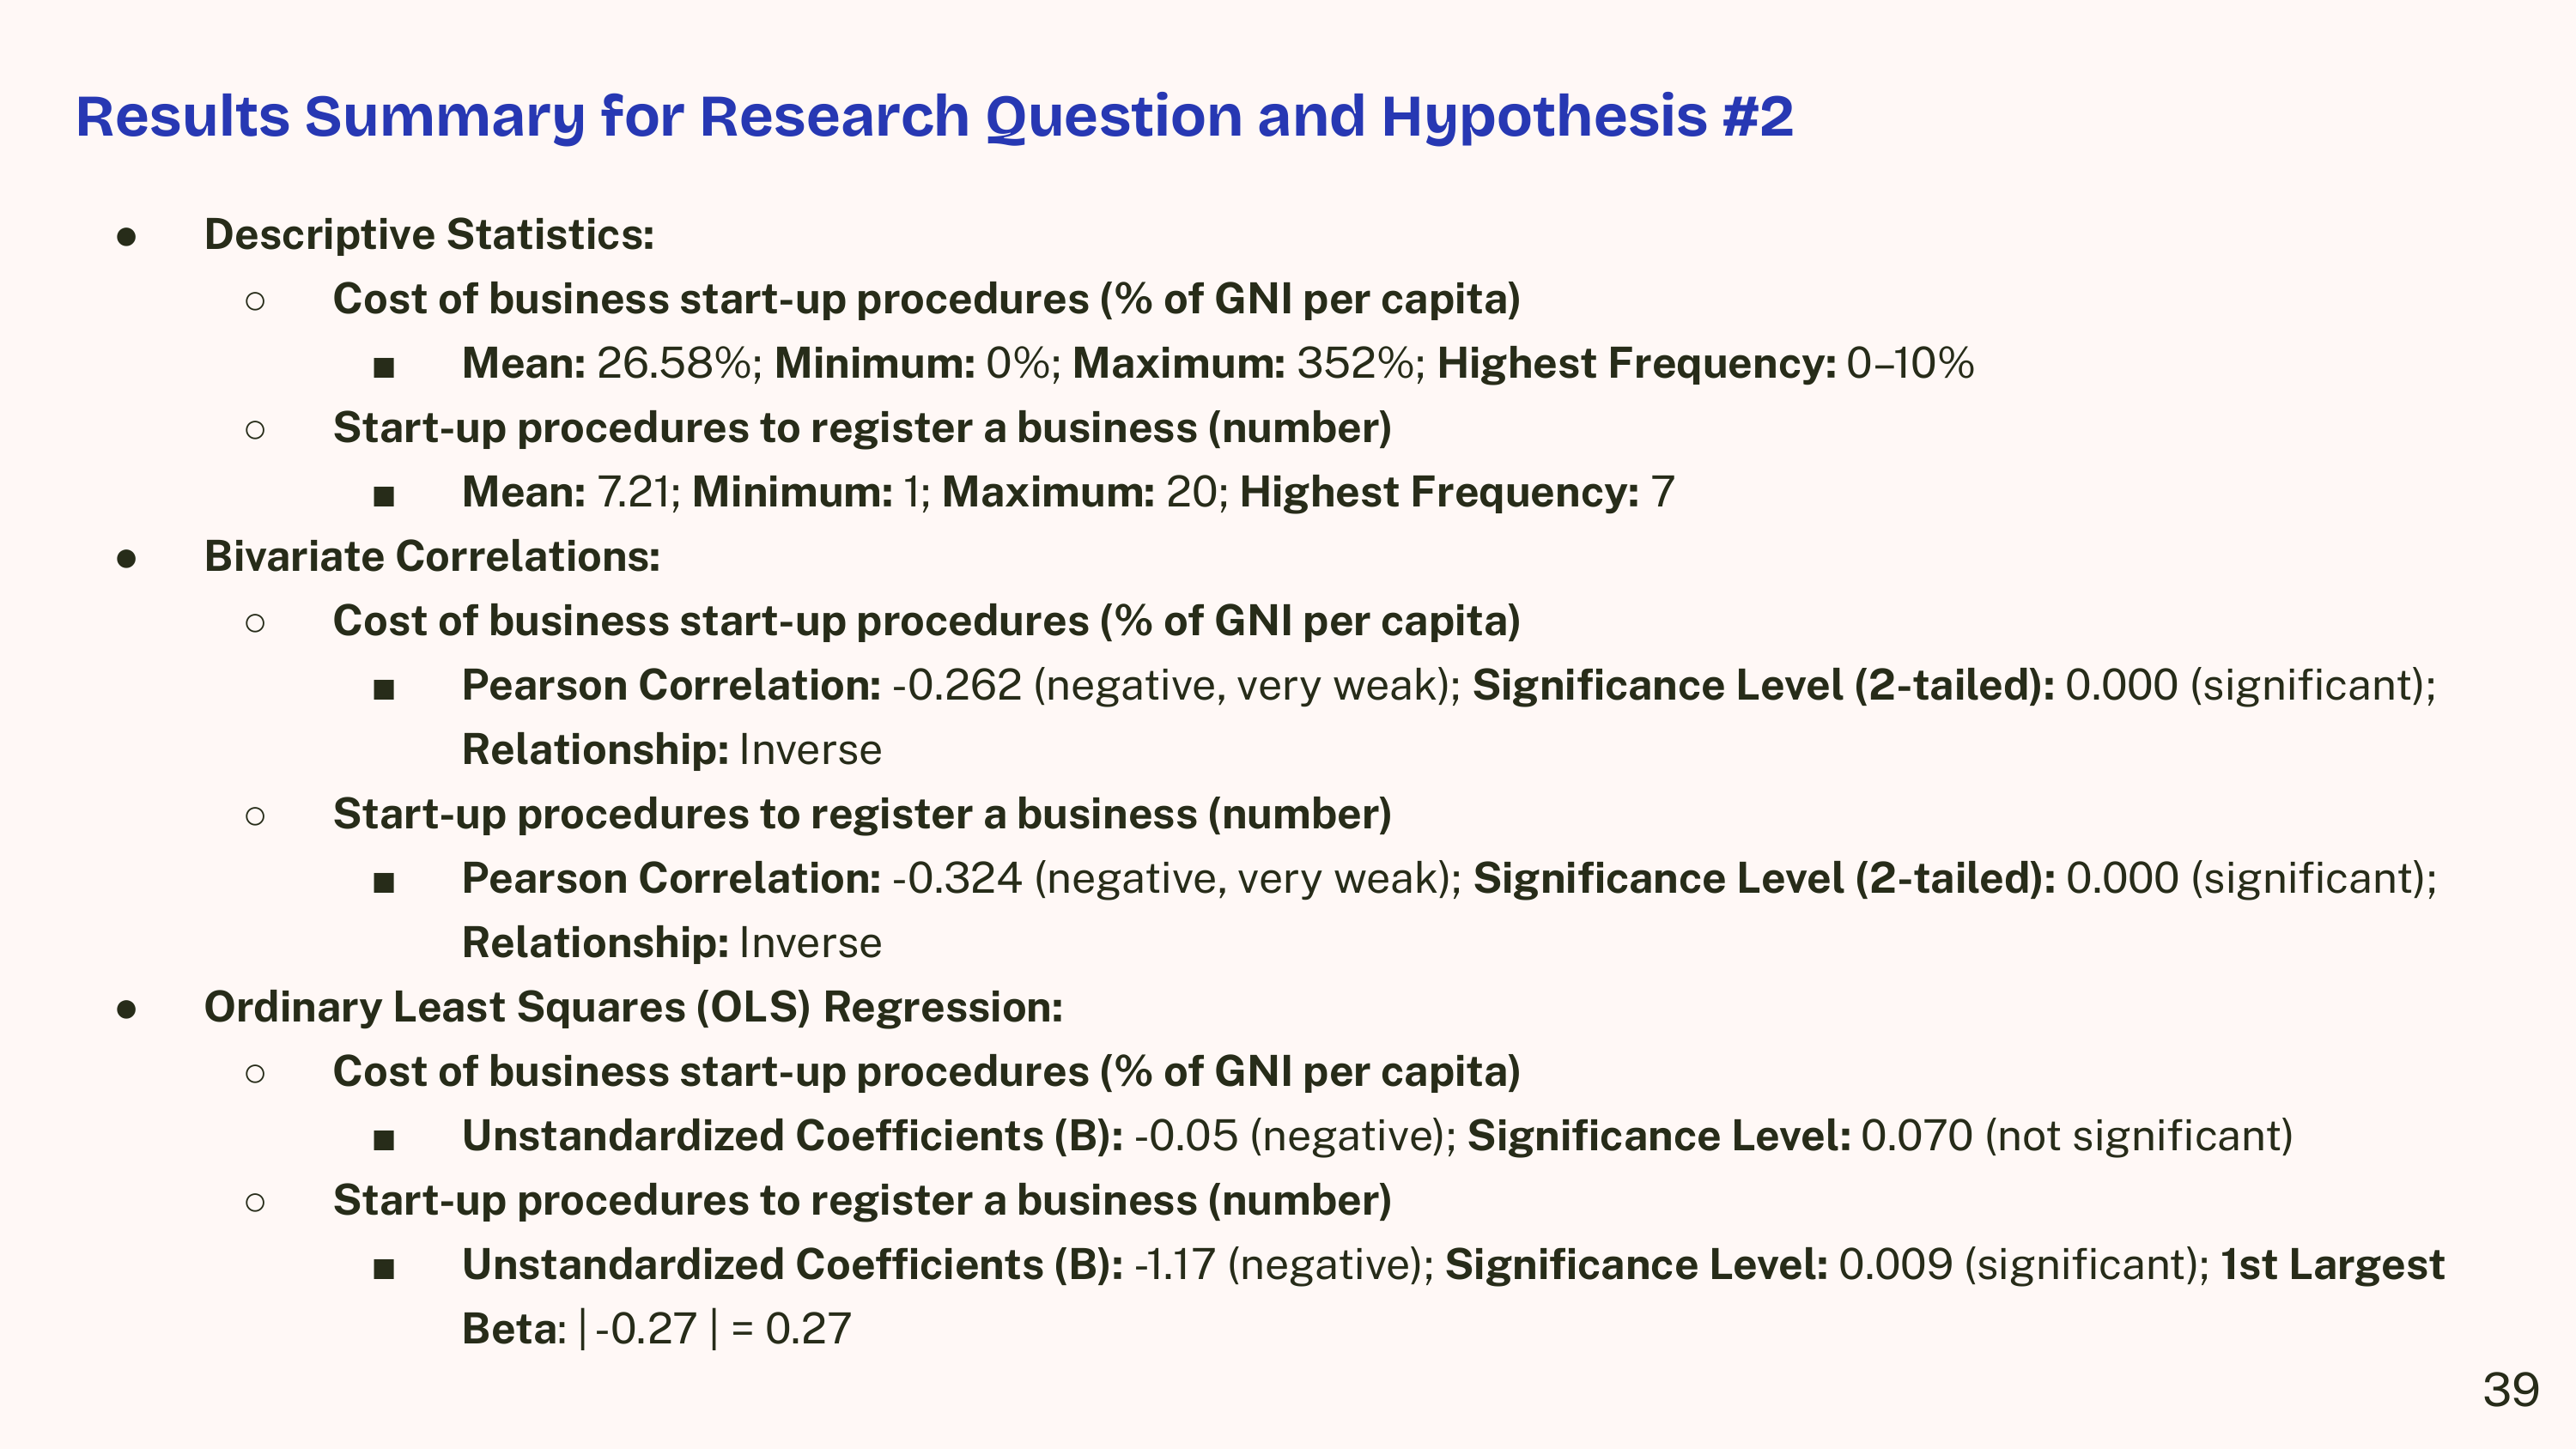 Results Summary for Research Question and Hypothesis #2
● Descriptive Statistics:
○ Cost of business start-up procedures (% of GNI per capita)
■ Mean: 26.58%; Minimum: 0%; Maximum: 352%; Highest Frequency: 0–10%
○ Start-up procedures to register a business (number)
■ Mean: 7.21; Minimum: 1; Maximum: 20; Highest Frequency: 7
● Bivariate Correlations:
○ Cost of business start-up procedures (% of GNI per capita)
■ Pearson Correlation: -0.262 (negative, very weak); Significance Level (2-tailed): 0.000 (significant);
Relationship: Inverse
○ Start-up procedures to register a business (number)
■ Pearson Correlation: -0.324 (negative, very weak); Significance Level (2-tailed): 0.000 (significant);
Relationship: Inverse
● Ordinary Least Squares (OLS) Regression:
○ Cost of business start-up procedures (% of GNI per capita)
■ Unstandardized Coefficients (B): -0.05 (negative); Significance Level: 0.070 (not significant)
○ Start-up procedures to register a business (number)
■ Unstandardized Coefficients (B): -1.17 (negative); Significance Level: 0.009 (significant); 1st Largest
Beta: | -0.27 | = 0.27
39